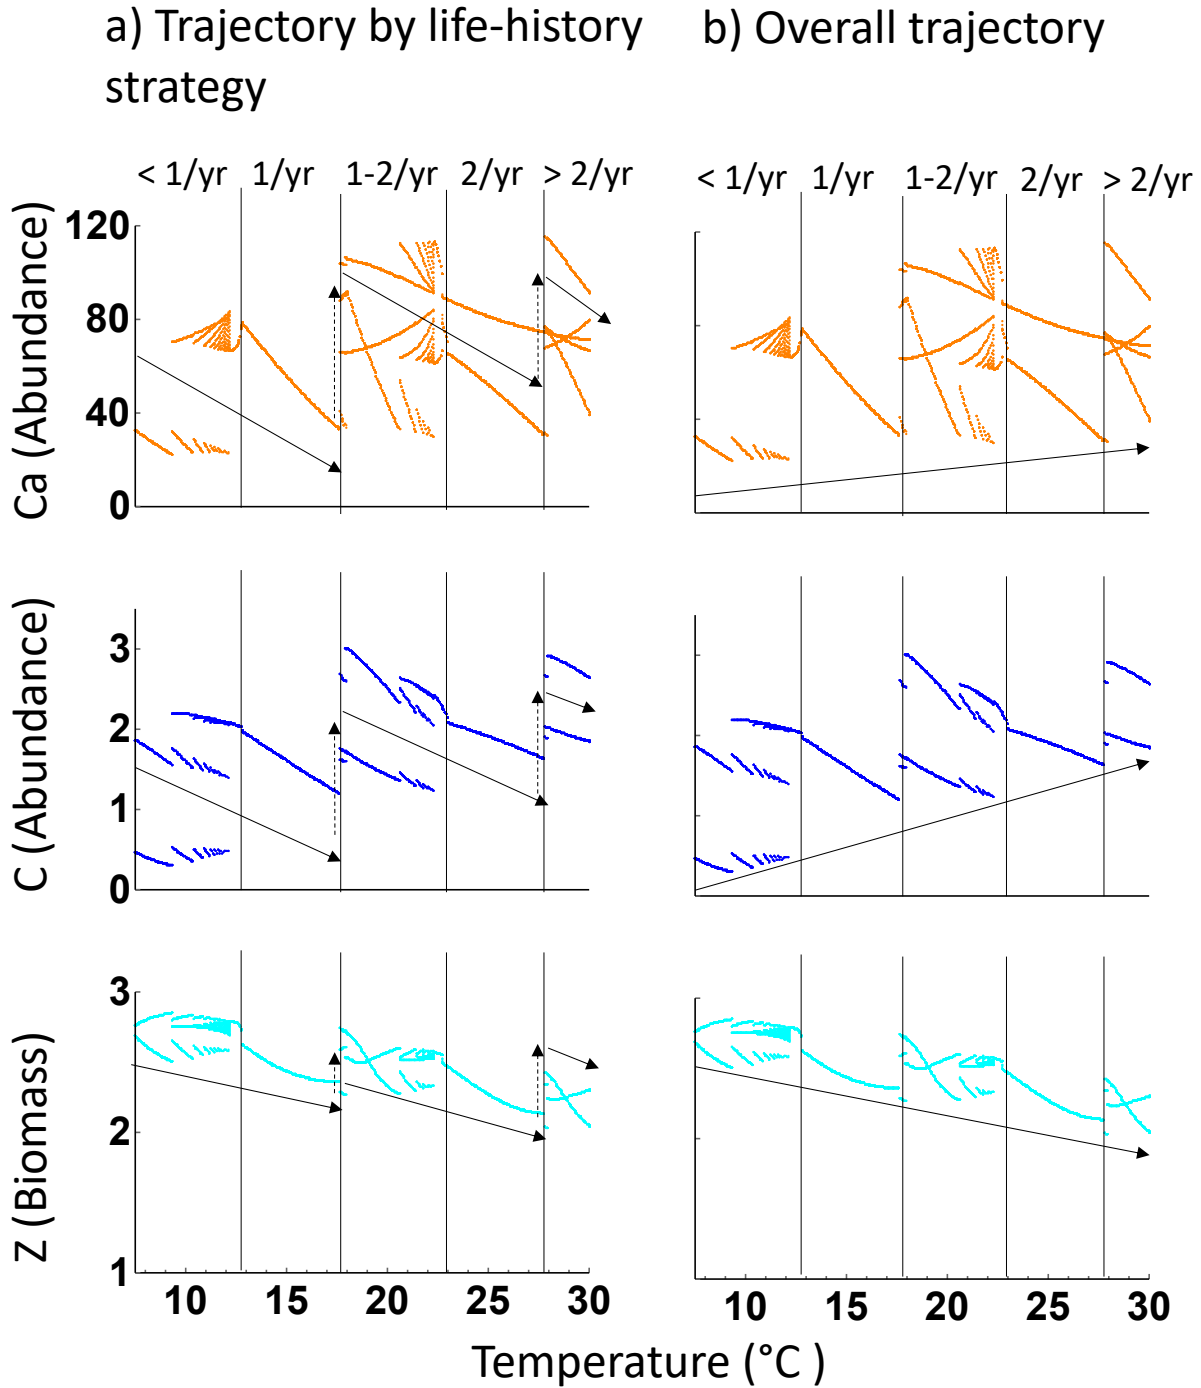 a) Trajectory by life-history
strategy
b) Overall trajectory
< 1/yr 1/yr 1-2/yr 2/yr > 2/yr
< 1/yr 1/yr 1-2/yr 2/yr > 2/yr
Ca (Abundance)
120
80
40
0
C (Abundance)
3
2
1
0
Z (Biomass)
3
2
1
10 15 20 25 30
10 15 20 25 30
Temperature (°C )